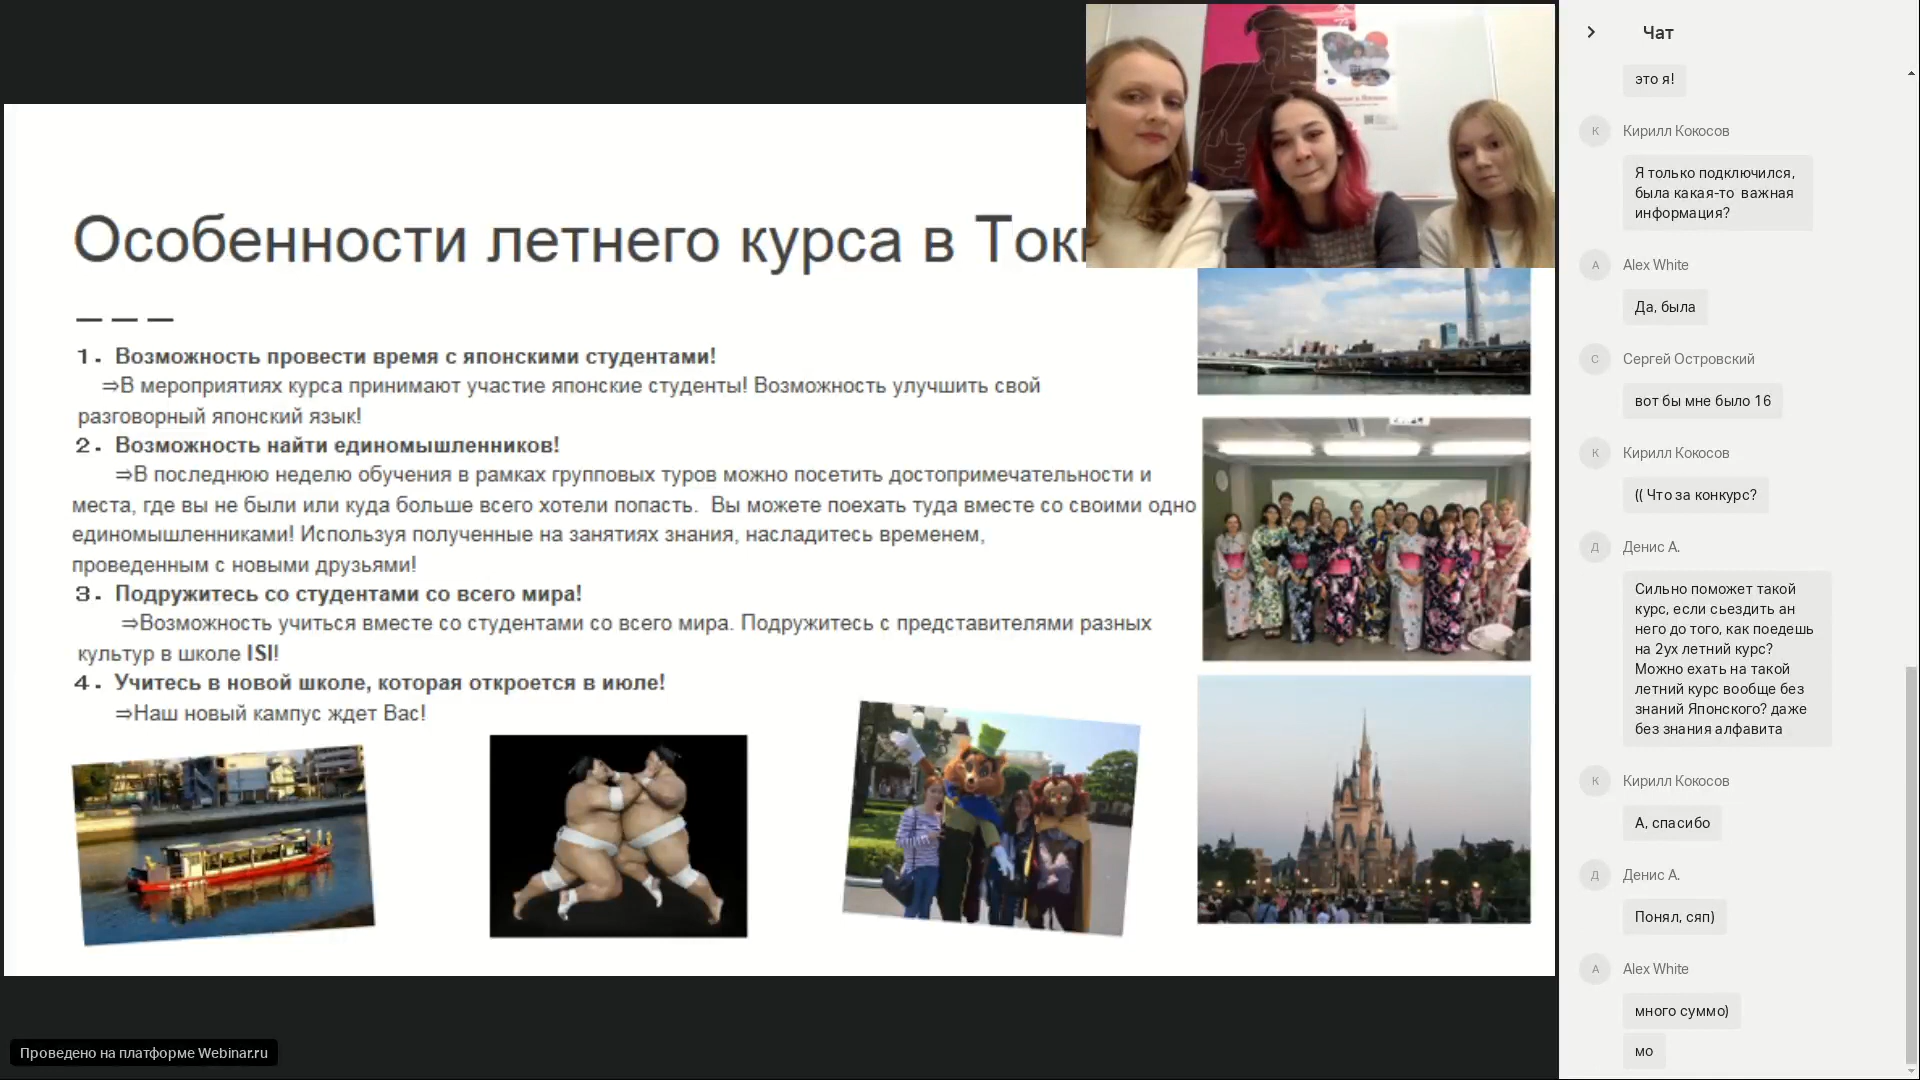 Особенности летнего курса в Ток
1. Возможность провести время с японскими студентами!
⇒В мероприятиях курса принимают участие японские студенты! Возможность улучшить свой
разговорный японский язык!
2. Возможность найти единомышленников!
⇒В последнюю неделю обучения в рамках групповых туров можно посетить достопримечательности и
места, где вы не были или куда больше всего хотели попасть. Вы можете поехать туда вместе со своими одно
единомышленниками! Используя полученные на занятиях знания, насладитесь временем,
проведенным с новыми друзьями!
3. Подружитесь со студентами со всего мира!
⇒Возможность учиться вместе со студентами со всего мира. Подружитесь с представителями разных
культур в школе ISI!
4. Учитесь в новой школе, которая откроется в июле!
⇒Наш новый кампус ждет Вас!
Проведено на платформе Webinar.ru
Чат
это я!
К
Кирилл Кокосов
Я только подключился,
была какая-то важная
информация?
A
Alex White
Да, была
С
Сергей Островский
вот бы мне было 16
К
Кирилл Кокосов
(( Что за конкурс?
Д
Денис А.
Сильно поможет такой
курс, если сьездить ан
него до того, как поедешь
на 2ух летний курс?
Можно ехать на такой
летний курс вообще без
знаний Японского? даже
без знания алфавита
К
Кирилл Кокосов
А, спасибо
Д
Денис А.
Понял, сяп)
A
Alex White
много суммо)
мо